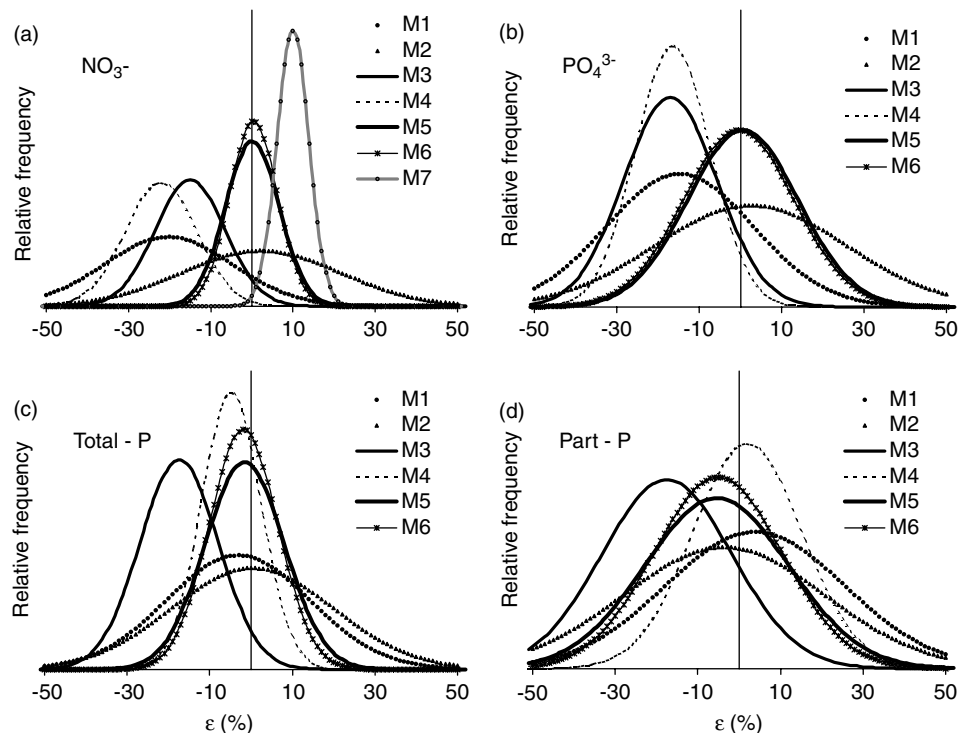 (a)
NO₃-
M1
M2
M3
M4
M5
M6
M7
Relative frequency
-50 -30 -10 10 30 50
(b)
PO₄³⁻
M1
M2
M3
M4
M5
M6
Relative frequency
-50 -30 -10 10 30 50
(c)
Total - P
M1
M2
M3
M4
M5
M6
Relative frequency
-50 -30 -10 10 30 50
ε (%)
(d)
Part - P
M1
M2
M3
M4
M5
M6
Relative frequency
-50 -30 -10 10 30 50
ε (%)